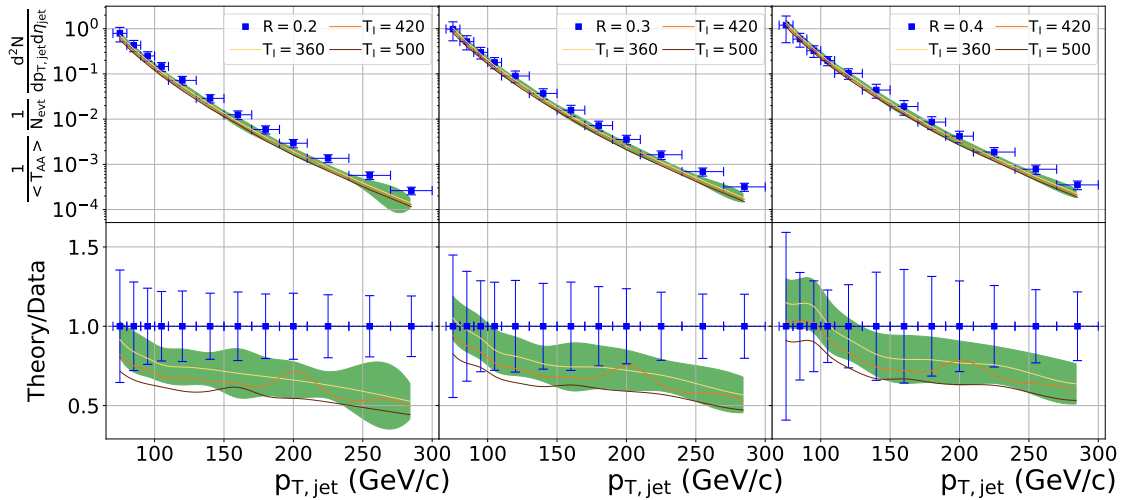 1 / < T_AA > 1 / N_evt d²N / dp_T,jet dη_jet
10⁰
10⁻¹
10⁻²
10⁻³
10⁻⁴
R = 0.2 T_I = 420
T_I = 360 T_I = 500
R = 0.3 T_I = 420
T_I = 360 T_I = 500
R = 0.4 T_I = 420
T_I = 360 T_I = 500
Theory/Data
1.5
1.0
0.5
100 150 200 250 300
100 150 200 250 300
100 150 200 250 300
p_T, jet (GeV/c)
p_T, jet (GeV/c)
p_T, jet (GeV/c)